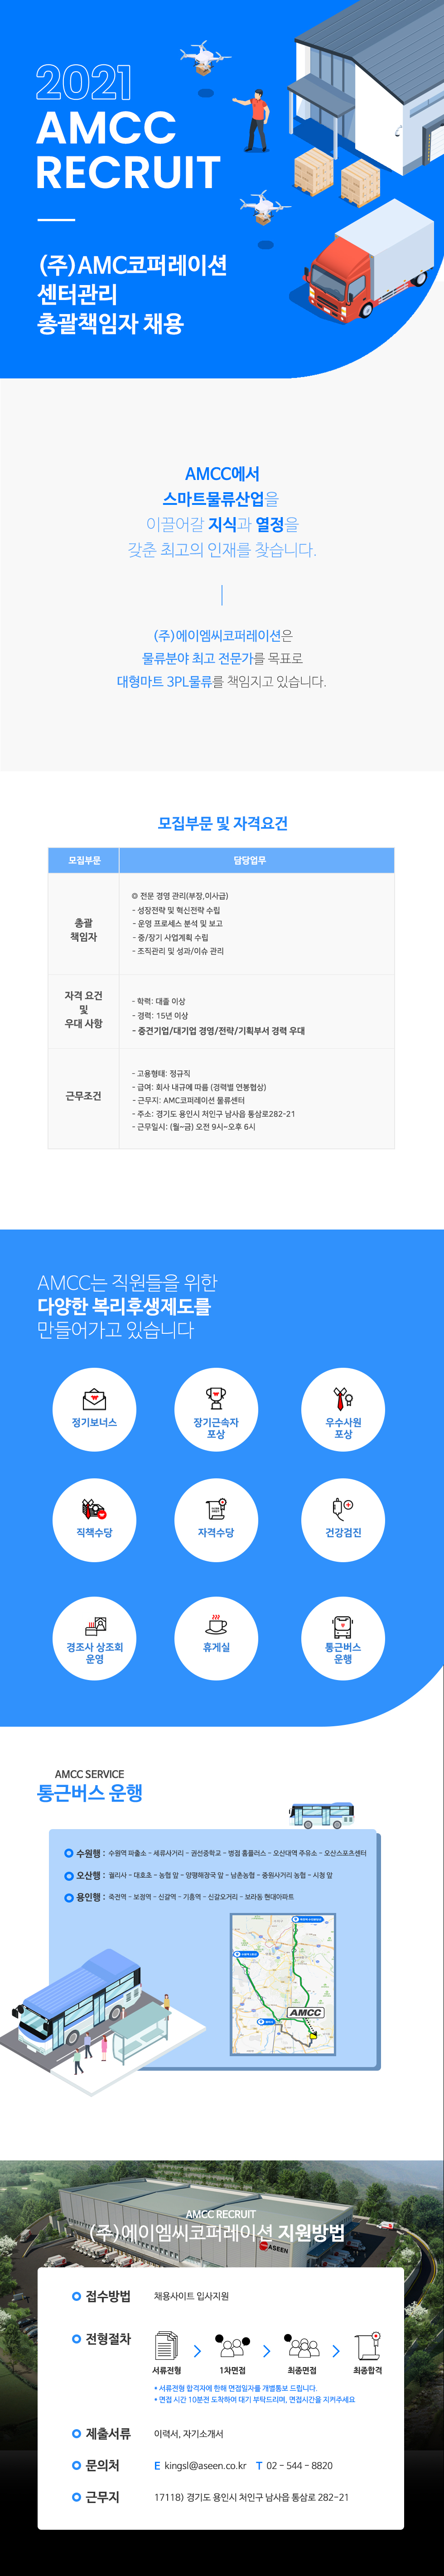 2021
AMCC
RECRUIT
(주)AMC코퍼레이션
센터관리
총괄책임자 채용
AMCC에서
스마트물류산업을
이끌어갈 지식과 열정을
갖춘 최고의 인재를 찾습니다.
(주)에이엠씨코퍼레이션은
물류분야 최고 전문가를 목표로
대형마트 3PL물류를 책임지고 있습니다.
모집부문 및 자격요건
모집부문 담당업무
총괄
책임자
◎ 전문 경영 관리(부장,이사급)
- 성장전략 및 혁신전략 수립
- 운영 프로세스 분석 및 보고
- 중/장기 사업계획 수립
- 조직관리 및 성과/이슈 관리
자격 요건
및
우대 사항
- 학력: 대졸 이상
- 경력: 15년 이상
- 중견기업/대기업 경영/전략/기획부서 경력 우대
근무조건
- 고용형태: 정규직
- 급여: 회사 내규에 따름 (경력별 연봉협상)
- 근무지: AMC코퍼레이션 물류센터
- 주소: 경기도 용인시 처인구 남사읍 통삼로282-21
- 근무일시: (월~금) 오전 9시~오후 6시
AMCC는 직원들을 위한
다양한 복리후생제도를
만들어가고 있습니다
정기보너스
장기근속자
포상
우수사원
포상
직책수당
자격수당
건강검진
경조사 상조회
운영
휴게실
통근버스
운행
AMCC SERVICE
통근버스 운행
수원행 : 수원역 파출소 - 세류사거리 - 권선중학교 - 병점 홈플러스 - 오산대역 주유소 - 오산스포츠센터
오산행 : 궐리사 - 대호초 - 농협 앞 - 양평해장국 앞 - 남촌농협 - 중원사거리 농협 - 시청 앞
용인행 : 죽전역 - 보정역 - 신갈역 - 기흥역 - 신갈오거리 - 보라동 현대아파트
AMCC
AMCC RECRUIT
(주)에이엠씨코퍼레이션 지원방법
ASEEN
접수방법 채용사이트 입사지원
전형절차
서류전형 1차면접 최종면접 최종합격
* 서류전형 합격자에 한해 면접일자를 개별통보 드립니다.
* 면접 시간 10분전 도착하여 대기 부탁드리며, 면접시간을 지켜주세요
제출서류 이력서, 자기소개서
문의처 E kingsl@aseen.co.kr T 02 - 544 - 8820
근무지 17118) 경기도 용인시 처인구 남사읍 통삼로 282-21